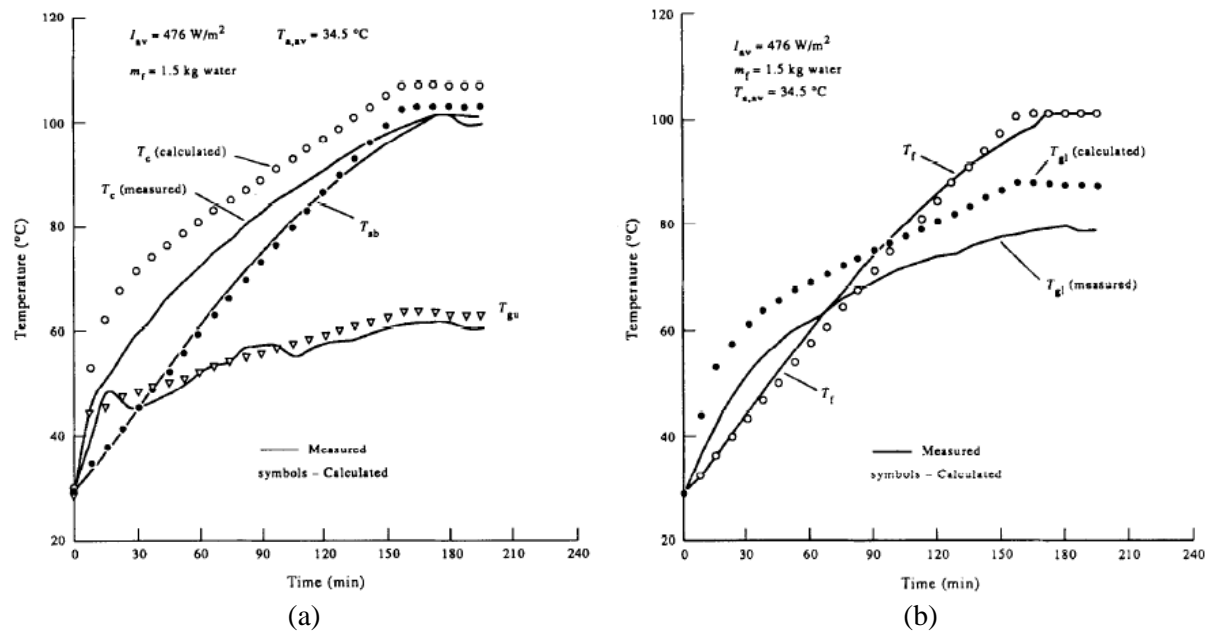 120
100
80
60
40
20
Temperature (°C)
I_av = 476 W/m² T_a,av = 34.5 °C
m_f = 1.5 kg water
T_c (calculated)
T_c (measured)
T_ab
T_gu
Measured
symbols – Calculated
0 30 60 90 120 150 180 210 240
Time (min)
(a)
120
100
80
60
40
20
Temperature (°C)
I_av = 476 W/m²
m_f = 1.5 kg water
T_a,av = 34.5 °C
T_f
T_gl (calculated)
T_gl (measured)
T_f
Measured
symbols – Calculated
0 30 60 90 120 150 180 210 240
Time (min)
(b)